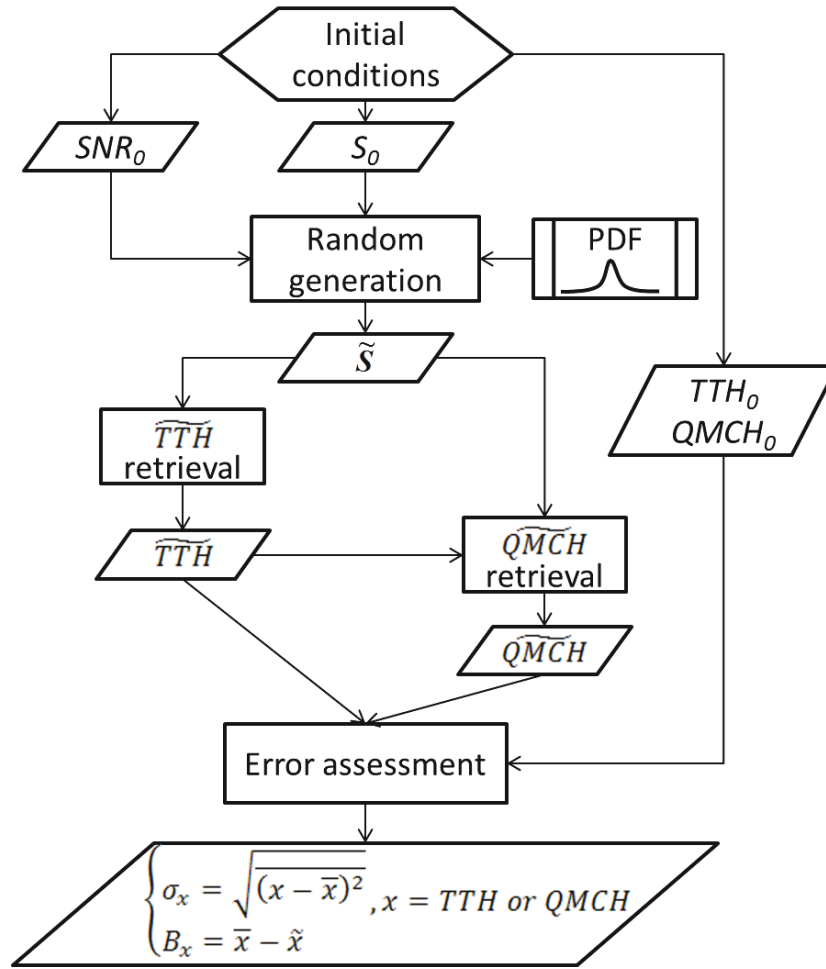 Initial
conditions
SNR₀
S₀
Random
generation
PDF
S̃
TTH₀
QMCH₀
T͠T͠H͠
retrieval
T͠T͠H͠
Q͠M͠C͠H͠
retrieval
Q͠M͠C͠H͠
Error assessment
{σₓ = √(\overline{(x − x̄)²}) , x = TTH or QMCH
Bₓ = x̄ − x̃